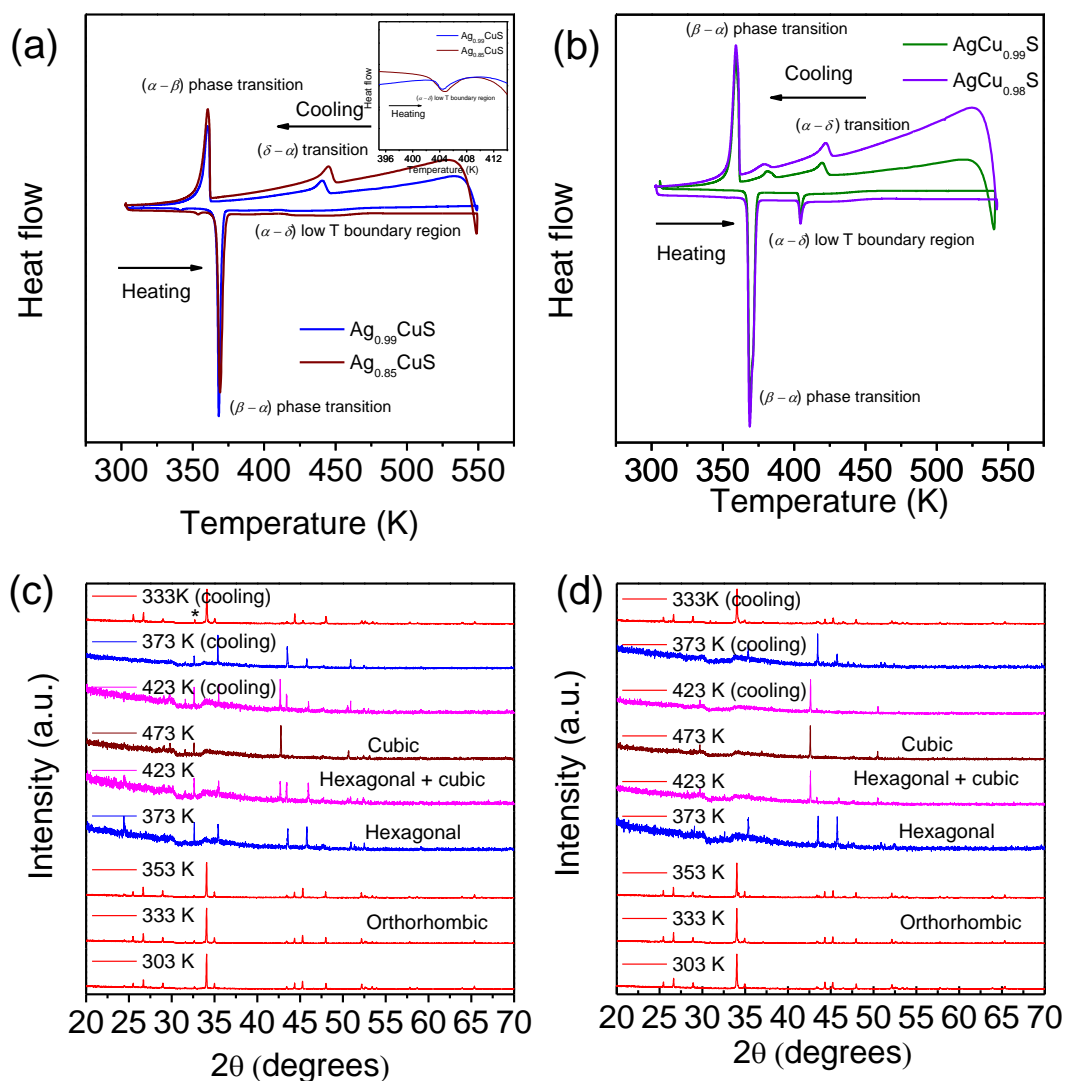 (a)
Ag0.99CuS
Ag0.85CuS
Heat flow
(α – δ) low T boundary region
Heating
396 400 404 408 412
Temperature (K)
(α – β) phase transition
Cooling
(δ – α) transition
(α – δ) low T boundary region
Heating
Ag0.99CuS
Ag0.85CuS
(β – α) phase transition
Heat flow
300 350 400 450 500 550
Temperature (K)
(b)
(β – α) phase transition
AgCu0.99S
AgCu0.98S
Cooling
(α – δ) transition
Heating
(α – δ) low T boundary region
(β – α) phase transition
Heat flow
300 350 400 450 500 550
Temperature (K)
(c)
333K (cooling)
*
373 K (cooling)
423 K (cooling)
473 K
Cubic
423 K
Hexagonal + cubic
373 K
Hexagonal
353 K
333 K
Orthorhombic
303 K
Intensity (a.u.)
20 25 30 35 40 45 50 55 60 65 70
2θ (degrees)
(d)
333K (cooling)
373 K (cooling)
423 K (cooling)
473 K
Cubic
423 K
Hexagonal + cubic
373 K
Hexagonal
353 K
333 K
Orthorhombic
303 K
Intensity (a.u.)
20 25 30 35 40 45 50 55 60 65 70
2θ (degrees)